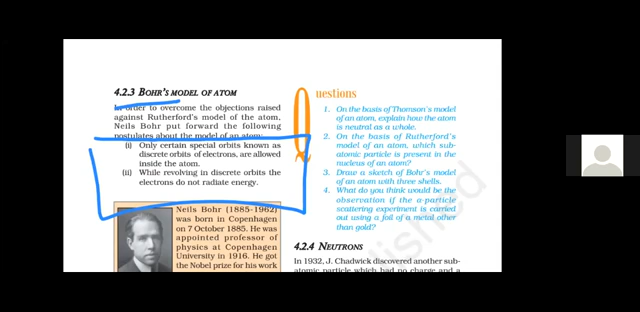 4.2.3 BOHR'S MODEL OF ATOM
In order to overcome the objections raised
against Rutherford's model of the atom,
Neils Bohr put forward the following
postulates about the model of an atom:
(i) Only certain special orbits known as
discrete orbits of electrons, are allowed
inside the atom.
(ii) While revolving in discrete orbits the
electrons do not radiate energy.
Neils Bohr (1885-1962)
was born in Copenhagen
on 7 October 1885. He was
appointed professor of
physics at Copenhagen
University in 1916. He got
the Nobel prize for his work
Questions
1. On the basis of Thomson's model
of an atom, explain how the atom
is neutral as a whole.
2. On the basis of Rutherford's
model of an atom, which sub-
atomic particle is present in the
nucleus of an atom?
3. Draw a sketch of Bohr's model
of an atom with three shells.
4. What do you think would be the
observation if the α-particle
scattering experiment is carried
out using a foil of a metal other
than gold?
4.2.4 NEUTRONS
In 1932, J. Chadwick discovered another sub-
atomic particle which had no charge and a